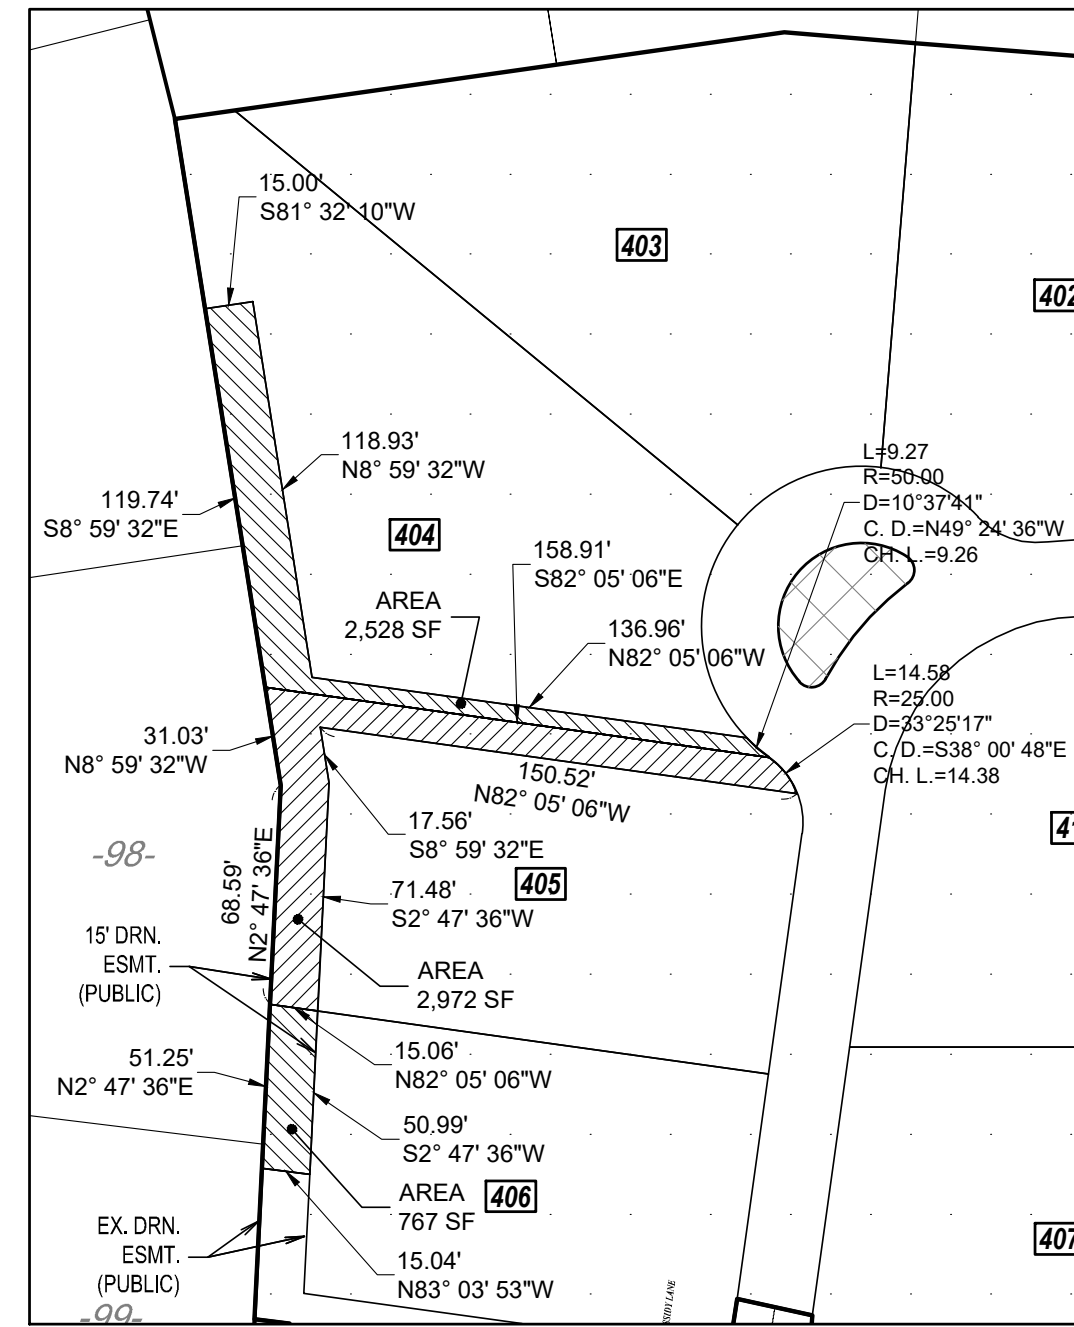 15.00'
S81° 32' 10"W
403
402
118.93'
N8° 59' 32"W
119.74'
S8° 59' 32"E
404
L=9.27
R=50.00
D=10°37'41"
C. D.=N49° 24' 36"W
CH. L.=9.26
158.91'
S82° 05' 06"E
AREA
2,528 SF
136.96'
N82° 05' 06"W
L=14.58
R=25.00
D=33°25'17"
C. D.=S38° 00' 48"E
CH. L.=14.38
31.03'
N8° 59' 32"W
150.52'
N82° 05' 06"W
17.56'
S8° 59' 32"E
41
-98-
68.59'
N2° 47' 36"E
405
71.48'
S2° 47' 36"W
15' DRN.
ESMT.
(PUBLIC)
AREA
2,972 SF
51.25'
N2° 47' 36"E
15.06'
N82° 05' 06"W
50.99'
S2° 47' 36"W
AREA
767 SF
406
EX. DRN.
ESMT.
(PUBLIC)
15.04'
N83° 03' 53"W
407
-99-
SSIDY LANE